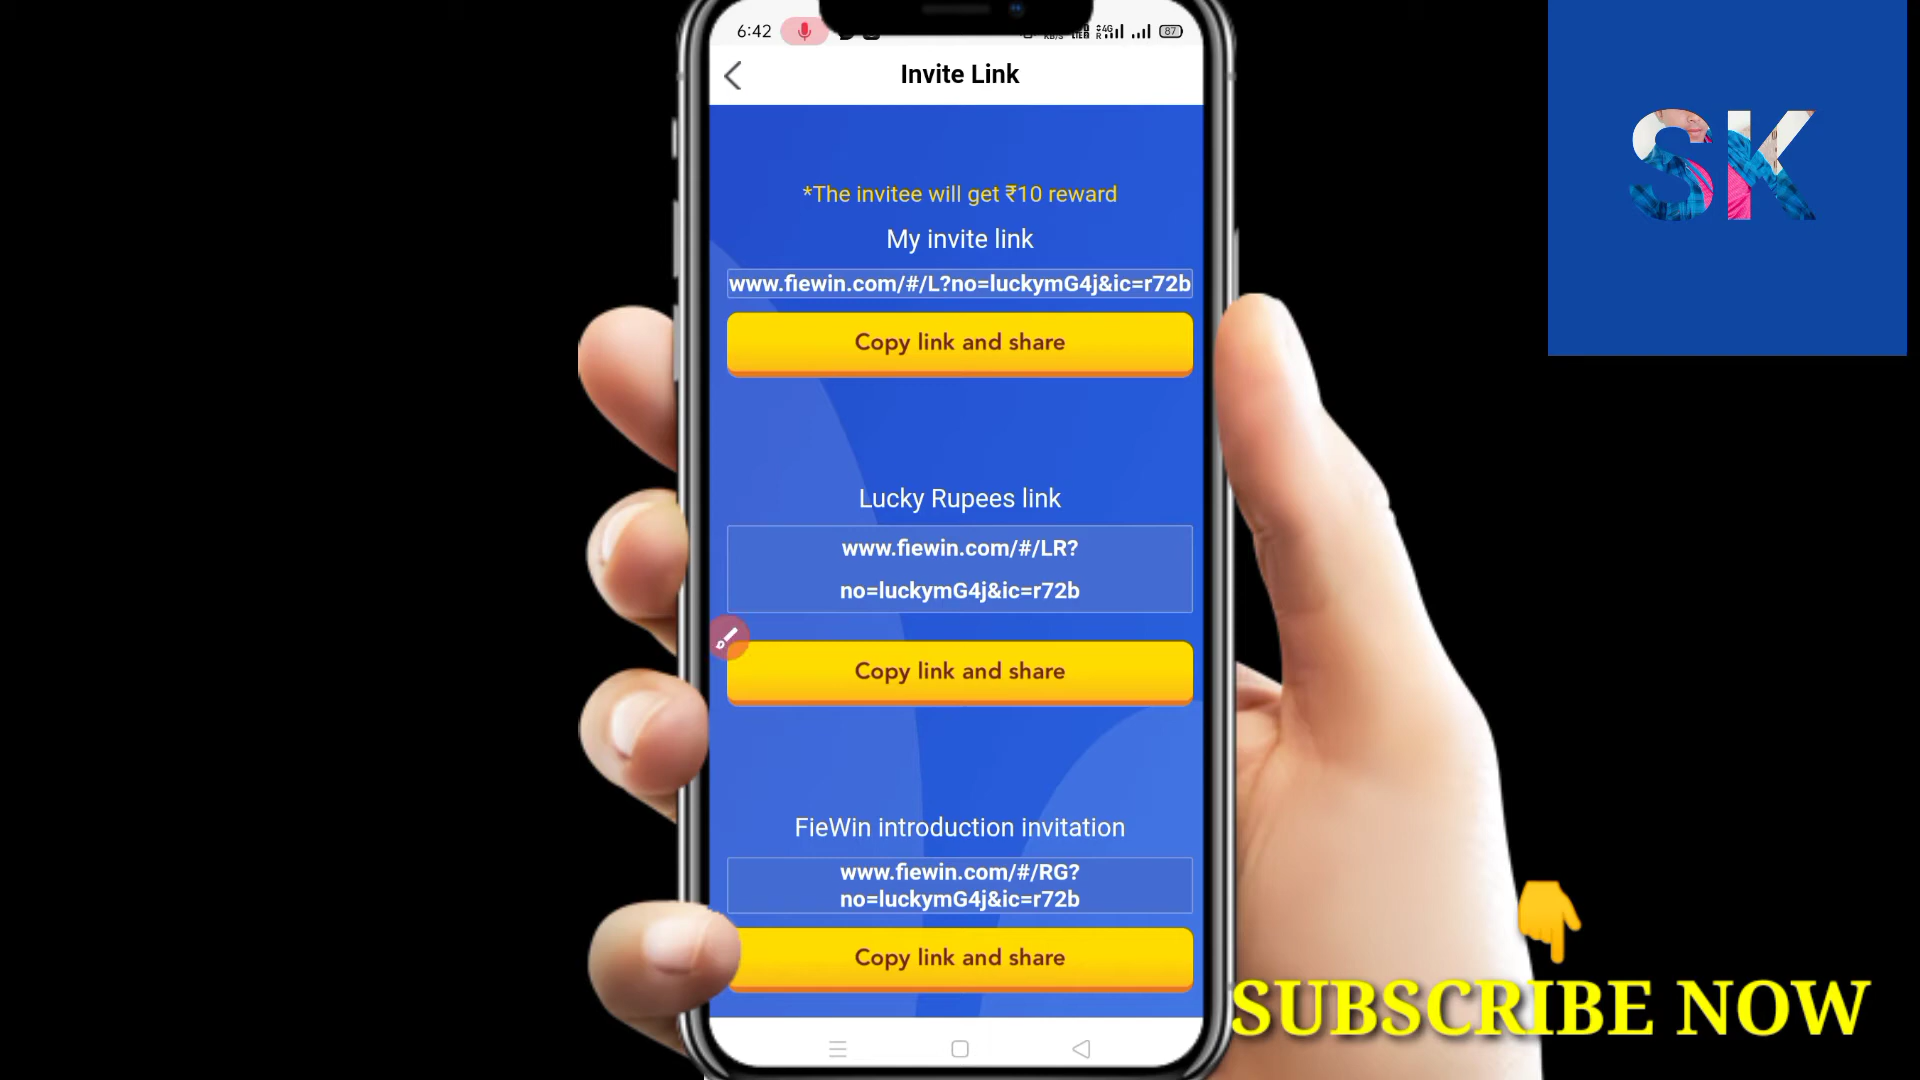 6:42
4G
R
87
Invite Link
SK
*The invitee will get ₹10 reward
My invite link
www.fiewin.com/#/L?no=luckymG4j&ic=r72b
Copy link and share
Lucky Rupees link
www.fiewin.com/#/LR?
no=luckymG4j&ic=r72b
Copy link and share
FieWin introduction invitation
www.fiewin.com/#/RG?
no=luckymG4j&ic=r72b
Copy link and share
SUBSCRIBE NOW